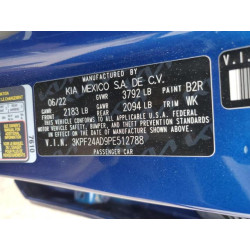 MFD BY
KIA MEXICO S.A. DE C.V.
06/22 GVWR 3792 LB PAINT B2R
GAWR FRT 2183 LB GAWR RR 2094 LB TRIM WK
THIS VEHICLE CONFORMS TO ALL APPLICABLE U.S.
FEDERAL MOTOR VEHICLE SAFETY, BUMPER, AND
THEFT PREVENTION STANDARDS IN EFFECT ON THE
DATE OF MANUFACTURE SHOWN ABOVE.
V.I.N. 3KPF24AD9PE512788
PASSENGER CAR
7610
V.I.